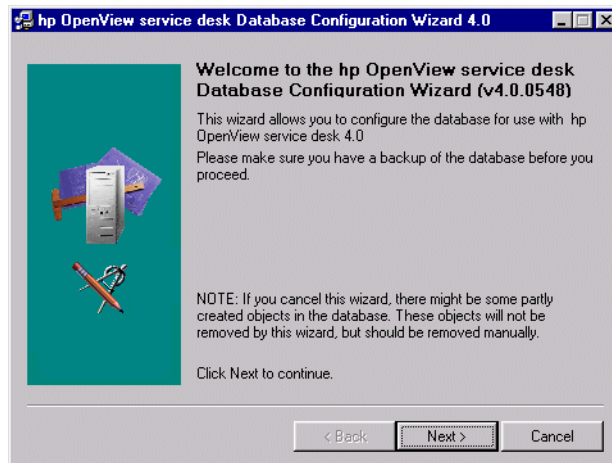 hp OpenView service desk Database Configuration Wizard 4.0
Welcome to the hp OpenView service desk
Database Configuration Wizard (v4.0.0548)
This wizard allows you to configure the database for use with hp
OpenView service desk 4.0
Please make sure you have a backup of the database before you
proceed.
NOTE: If you cancel this wizard, there might be some partly
created objects in the database. These objects will not be
removed by this wizard, but should be removed manually.
Click Next to continue.
< Back Next > Cancel